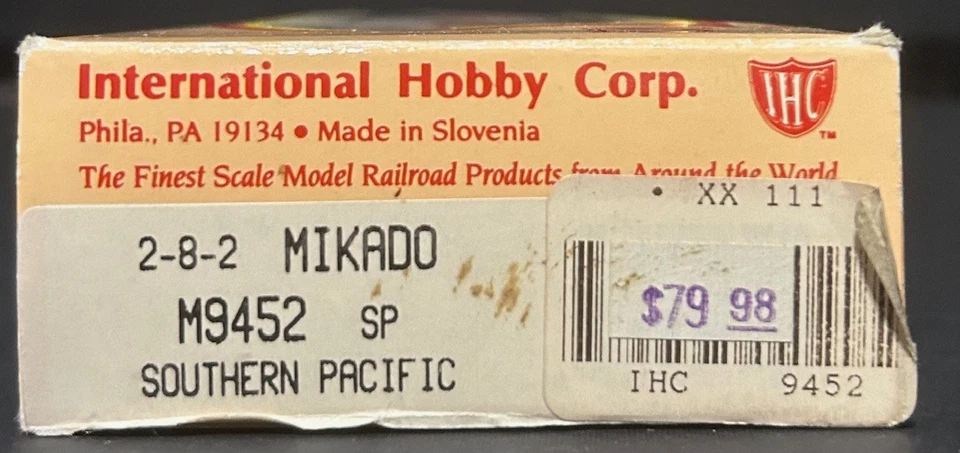 International Hobby Corp.
IHC
TM
Phila., PA 19134 • Made in Slovenia
The Finest Scale Model Railroad Products from Around the World
2-8-2 MIKADO
M9452 SP
SOUTHERN PACIFIC
XX 111
$79 98
IHC 9452